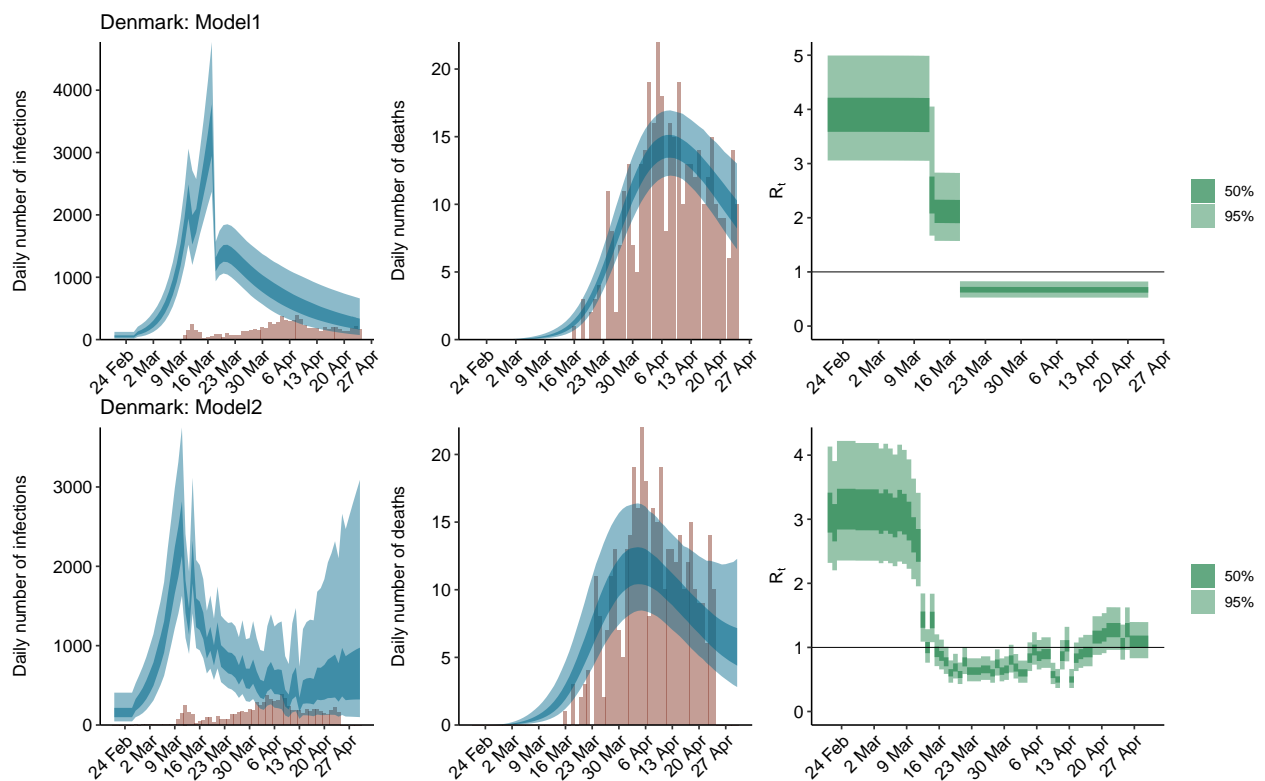 Denmark: Model1
Daily number of infections
0
1000
2000
3000
4000
24 Feb
2 Mar
9 Mar
16 Mar
23 Mar
30 Mar
6 Apr
13 Apr
20 Apr
27 Apr
Daily number of deaths
0
5
10
15
20
24 Feb
2 Mar
9 Mar
16 Mar
23 Mar
30 Mar
6 Apr
13 Apr
20 Apr
27 Apr
Rt
0
1
2
3
4
5
24 Feb
2 Mar
9 Mar
16 Mar
23 Mar
30 Mar
6 Apr
13 Apr
20 Apr
27 Apr
50%
95%
Denmark: Model2
Daily number of infections
0
1000
2000
3000
24 Feb
2 Mar
9 Mar
16 Mar
23 Mar
30 Mar
6 Apr
13 Apr
20 Apr
27 Apr
Daily number of deaths
0
5
10
15
20
24 Feb
2 Mar
9 Mar
16 Mar
23 Mar
30 Mar
6 Apr
13 Apr
20 Apr
27 Apr
Rt
0
1
2
3
4
24 Feb
2 Mar
9 Mar
16 Mar
23 Mar
30 Mar
6 Apr
13 Apr
20 Apr
27 Apr
50%
95%